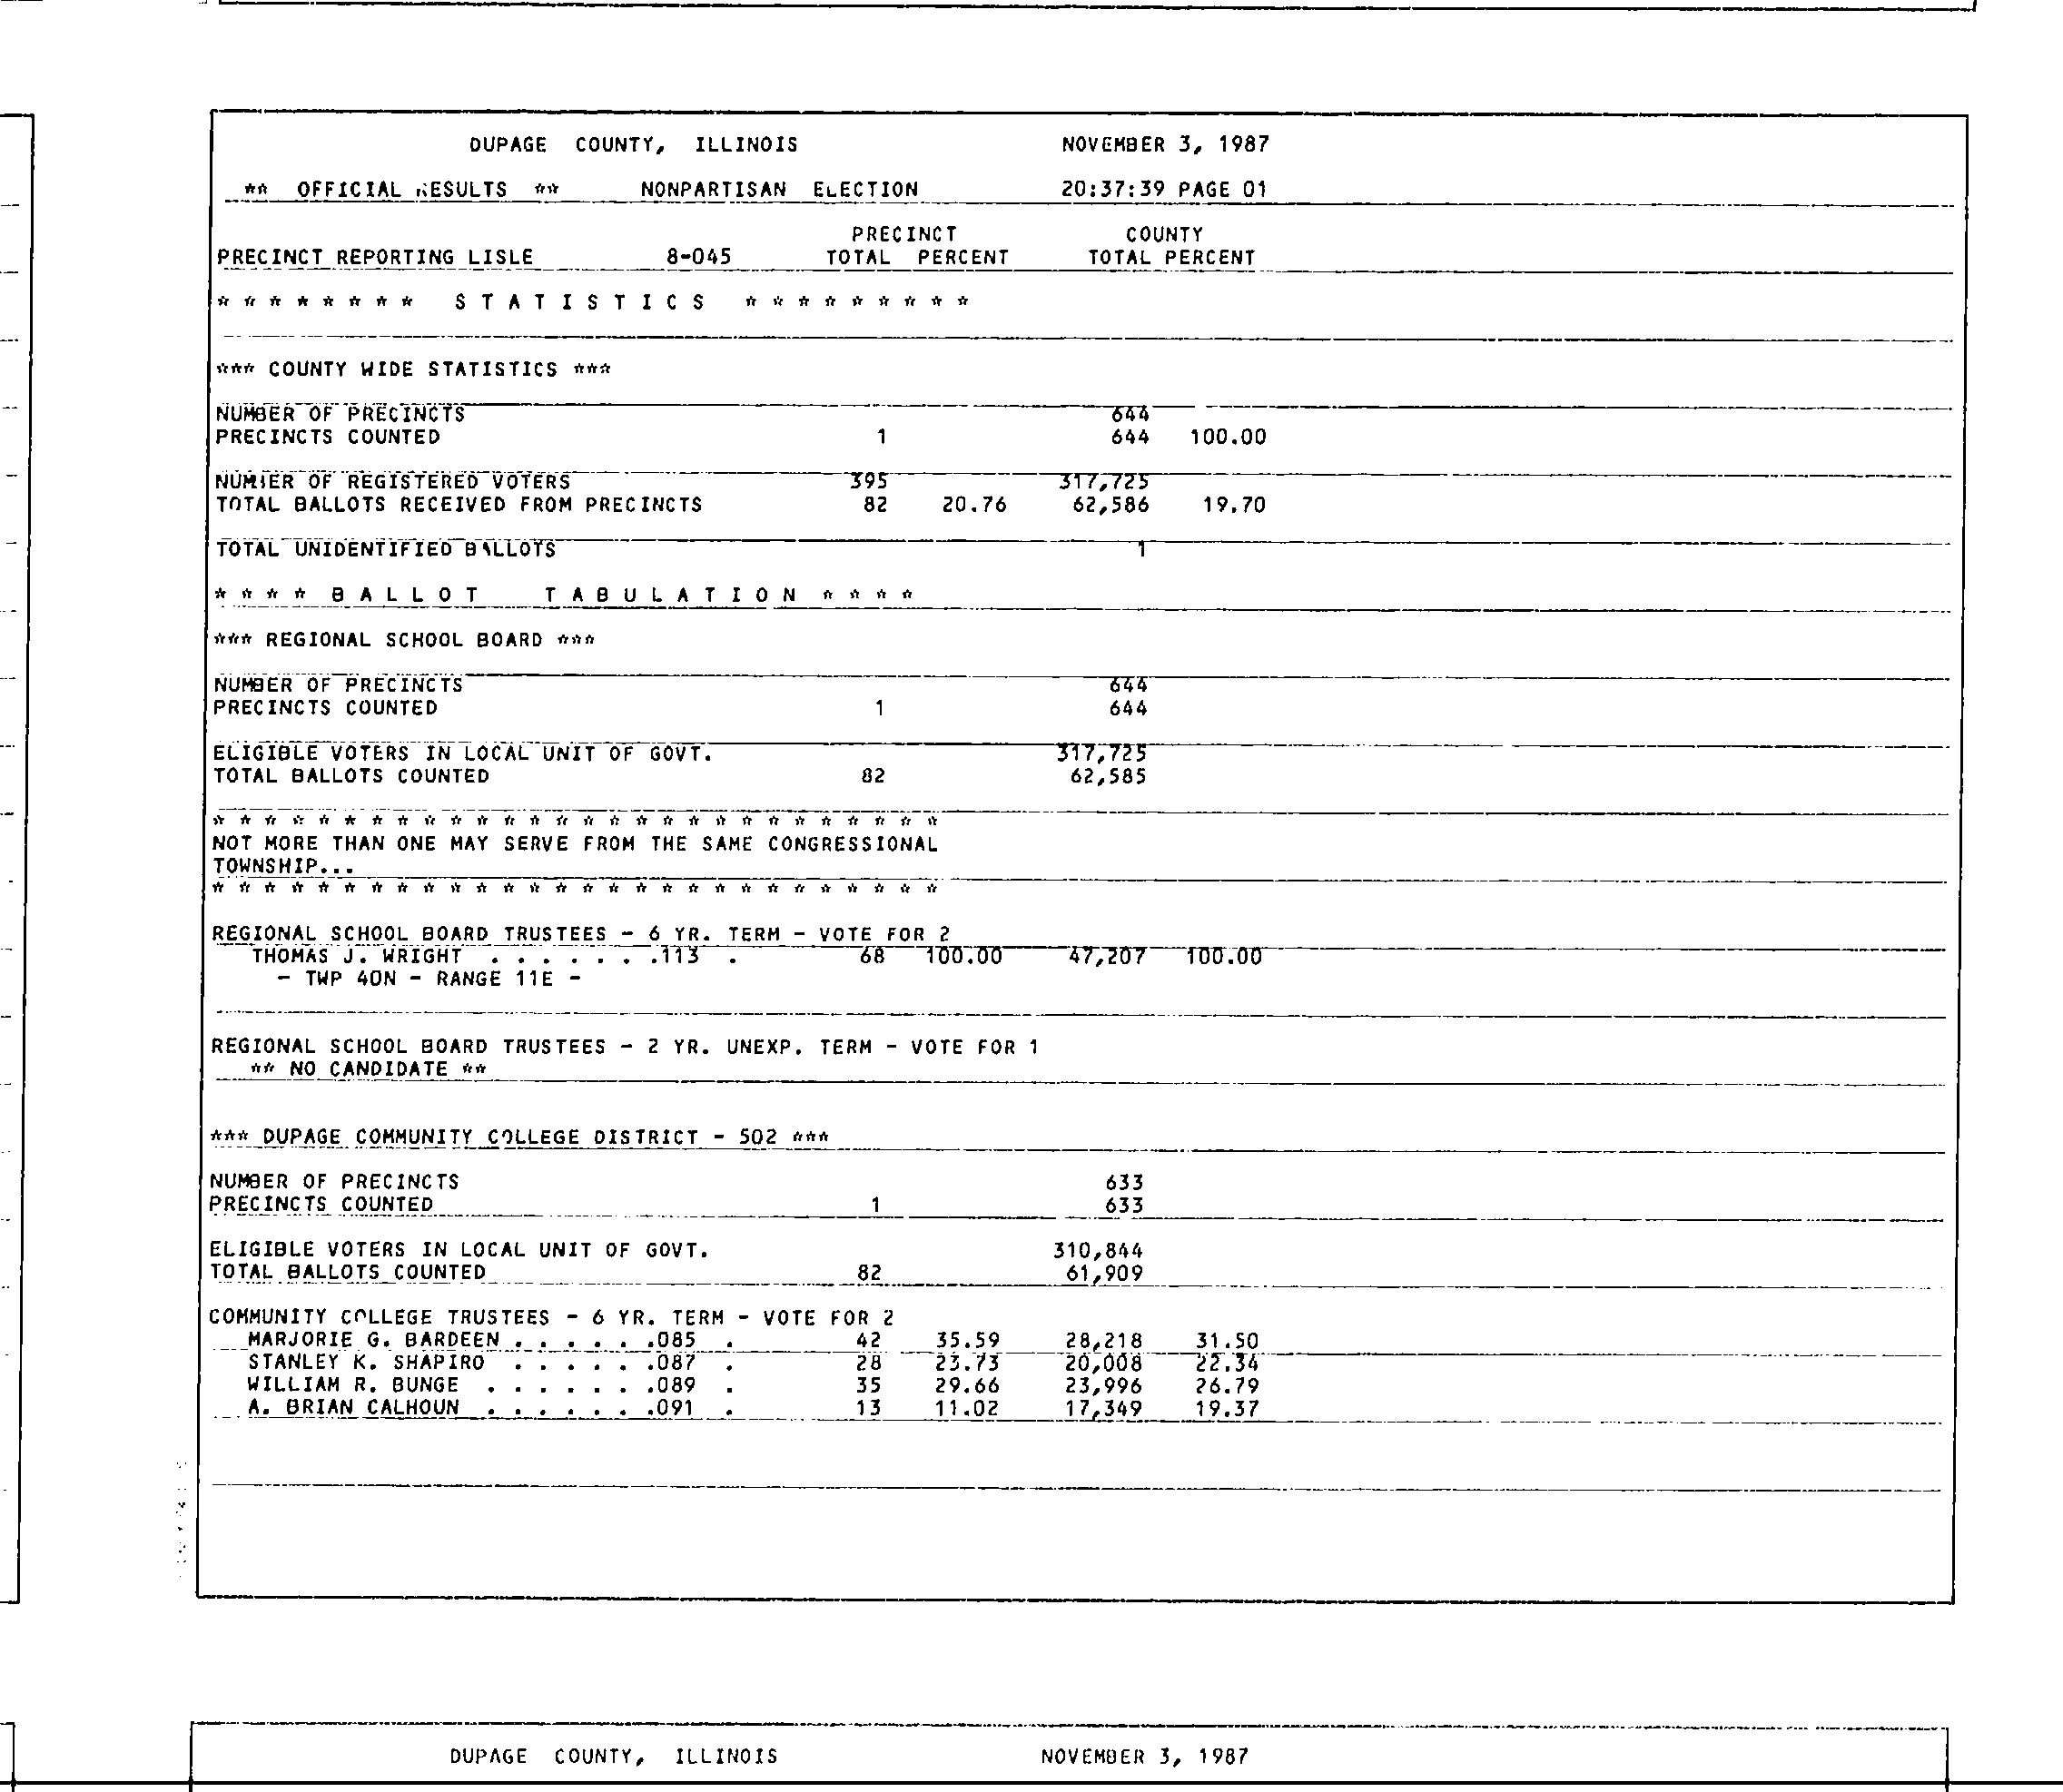 DUPAGE COUNTY, ILLINOIS NOVEMBER 3, 1987
** OFFICIAL RESULTS ** NONPARTISAN ELECTION 20:37:39 PAGE 01
PRECINCT COUNTY
PRECINCT REPORTING LISLE 8-045 TOTAL PERCENT TOTAL PERCENT
* * * * * * * * S T A T I S T I C S * * * * * * * * *
*** COUNTY WIDE STATISTICS ***
NUMBER OF PRECINCTS 644
PRECINCTS COUNTED 1 644 100.00
NUMBER OF REGISTERED VOTERS 395 317,725
TOTAL BALLOTS RECEIVED FROM PRECINCTS 82 20.76 62,586 19.70
TOTAL UNIDENTIFIED BALLOTS 1
* * * * B A L L O T T A B U L A T I O N * * * *
*** REGIONAL SCHOOL BOARD ***
NUMBER OF PRECINCTS 644
PRECINCTS COUNTED 1 644
ELIGIBLE VOTERS IN LOCAL UNIT OF GOVT. 317,725
TOTAL BALLOTS COUNTED 82 62,585
* * * * * * * * * * * * * * * * * * * * * * * * * * * *
NOT MORE THAN ONE MAY SERVE FROM THE SAME CONGRESSIONAL
TOWNSHIP...
* * * * * * * * * * * * * * * * * * * * * * * * * * * *
REGIONAL SCHOOL BOARD TRUSTEES - 6 YR. TERM - VOTE FOR 2
THOMAS J. WRIGHT . . . . . . .113 . 68 100.00 47,207 100.00
- TWP 40N - RANGE 11E -
REGIONAL SCHOOL BOARD TRUSTEES - 2 YR. UNEXP. TERM - VOTE FOR 1
** NO CANDIDATE **
*** DUPAGE COMMUNITY COLLEGE DISTRICT - 502 ***
NUMBER OF PRECINCTS 633
PRECINCTS COUNTED 1 633
ELIGIBLE VOTERS IN LOCAL UNIT OF GOVT. 310,844
TOTAL BALLOTS COUNTED 82 61,909
COMMUNITY COLLEGE TRUSTEES - 6 YR. TERM - VOTE FOR 2
MARJORIE G. BARDEEN . . . . . .085 . 42 35.59 28,218 31.50
STANLEY K. SHAPIRO . . . . . .087 . 28 23.73 20,008 22.34
WILLIAM R. BUNGE . . . . . . .089 . 35 29.66 23,996 26.79
A. BRIAN CALHOUN . . . . . . .091 . 13 11.02 17,349 19.37
DUPAGE COUNTY, ILLINOIS NOVEMBER 3, 1987